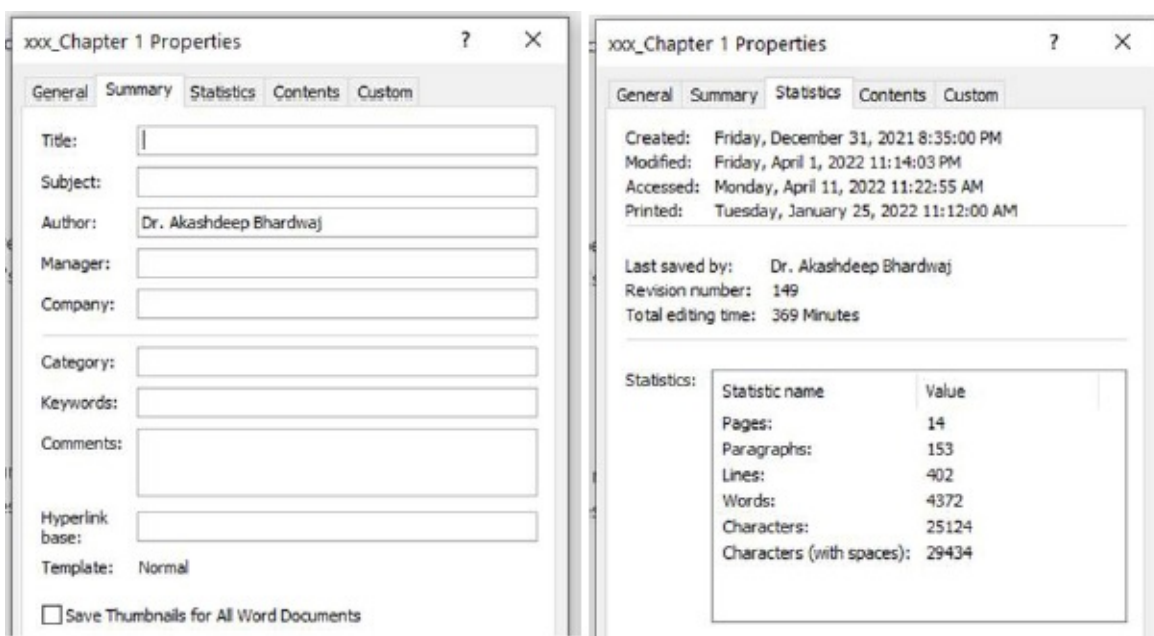 xxx_Chapter 1 Properties ? ×
General Summary Statistics Contents Custom
Title:
Subject:
Author: Dr. Akashdeep Bhardwaj
Manager:
Company:
Category:
Keywords:
Comments:
Hyperlink
base:
Template: Normal
Save Thumbnails for All Word Documents
xxx_Chapter 1 Properties ? ×
General Summary Statistics Contents Custom
Created: Friday, December 31, 2021 8:35:00 PM
Modified: Friday, April 1, 2022 11:14:03 PM
Accessed: Monday, April 11, 2022 11:22:55 AM
Printed: Tuesday, January 25, 2022 11:12:00 AM
Last saved by: Dr. Akashdeep Bhardwaj
Revision number: 149
Total editing time: 369 Minutes
Statistics:
Statistic name Value
Pages: 14
Paragraphs: 153
Lines: 402
Words: 4372
Characters: 25124
Characters (with spaces): 29434